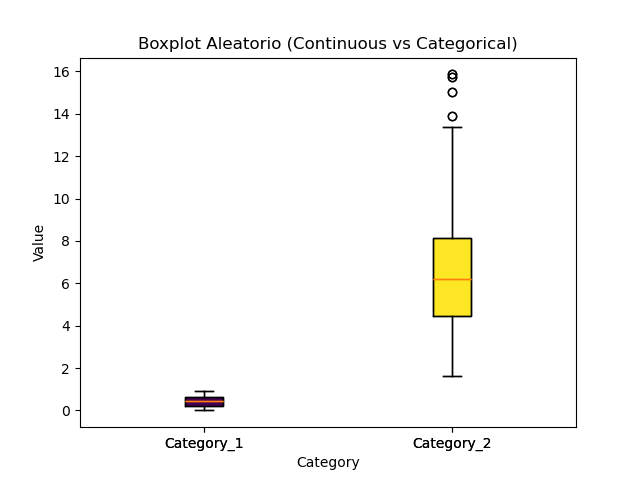 Boxplot Aleatorio (Continuous vs Categorical)
16
14
12
10
8
6
4
2
0
Value
Category_1
Category_2
Category